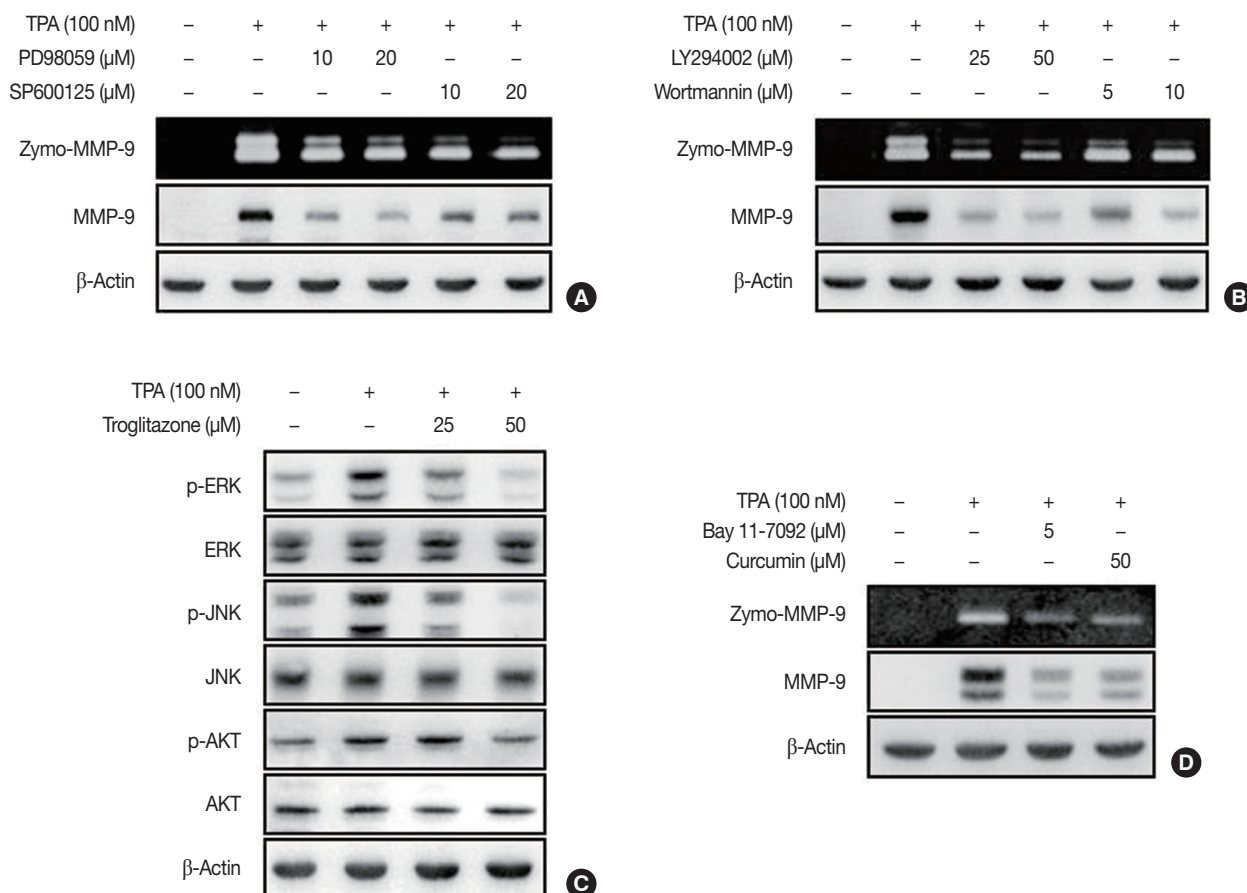 TPA (100 nM) – + + + + +
PD98059 (µM) – – 10 20 – –
SP600125 (µM) – – – – 10 20
Zymo-MMP-9
MMP-9
β-Actin
A
TPA (100 nM) – + + + + +
LY294002 (µM) – – 25 50 – –
Wortmannin (µM) – – – – 5 10
Zymo-MMP-9
MMP-9
β-Actin
B
TPA (100 nM) – + + +
Troglitazone (µM) – – 25 50
p-ERK
ERK
p-JNK
JNK
p-AKT
AKT
β-Actin
C
TPA (100 nM) – + + +
Bay 11-7092 (µM) – – 5 –
Curcumin (µM) – – – 50
Zymo-MMP-9
MMP-9
β-Actin
D